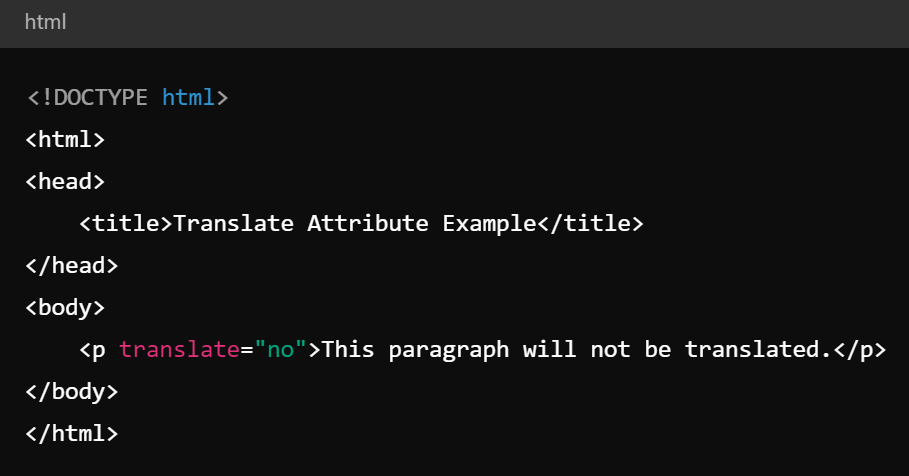 html
<!DOCTYPE html>
<html>
<head>
    <title>Translate Attribute Example</title>
</head>
<body>
    <p translate="no">This paragraph will not be translated.</p>
</body>
</html>